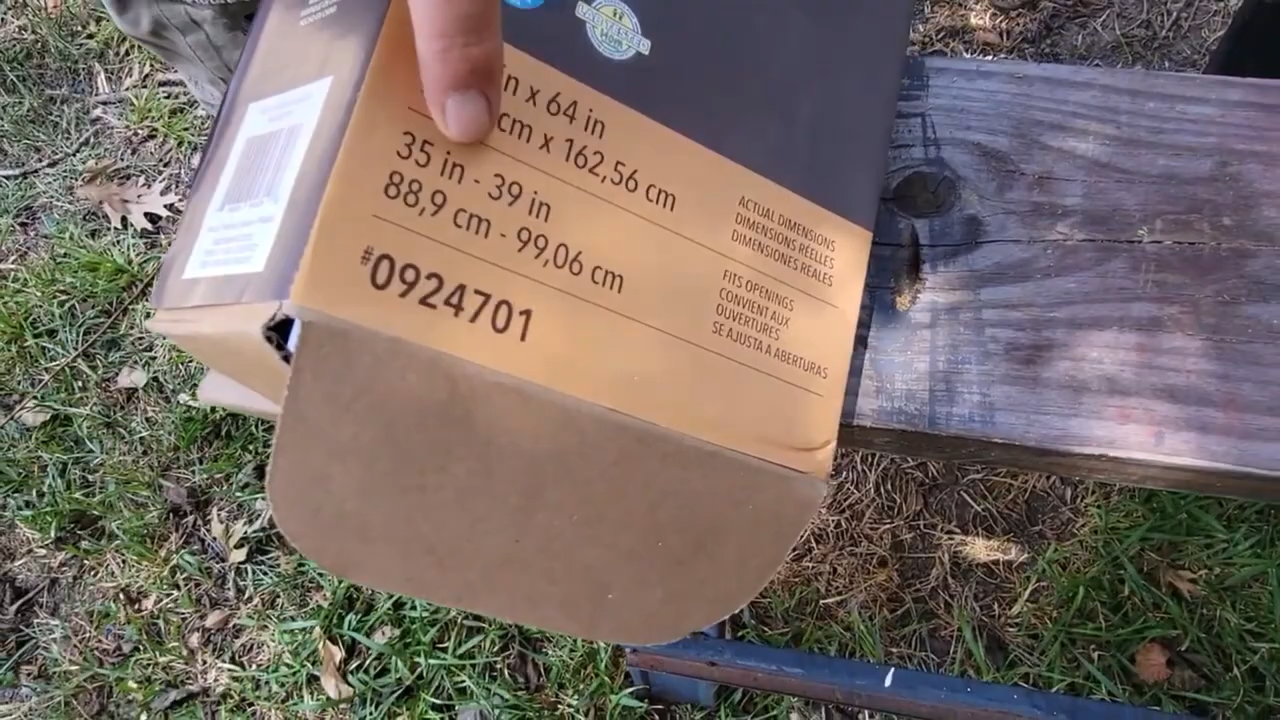 in x 64 in
cm x 162,56 cm
35 in - 39 in
88,9 cm - 99,06 cm
#0924701
ACTUAL DIMENSIONS
DIMENSIONS RÉELLES
DIMENSIONES REALES
FITS OPENINGS
CONVIENT AUX
OUVERTURES
SE AJUSTA A ABERTURAS